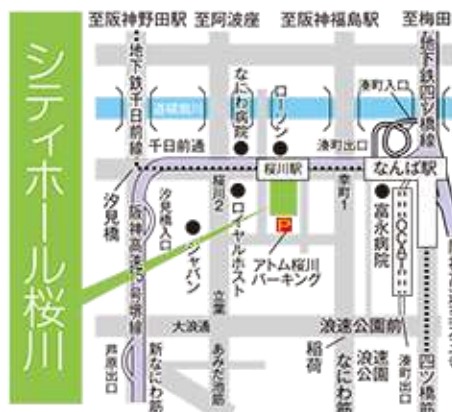 至阪神野田駅
至阿波座
至阪神福島駅
至梅田
シティホール桜川
地下鉄千日前線
なにわ病院
ローソン
地下鉄四ツ橋線
湊町入口
道頓堀川
千日前通
湊町出口
桜川駅
なんば駅
汐見橋
汐見橋入口
桜川2
幸町1
ロイヤルホスト
ジャパン
P
アトム桜川
パーキング
富永病院
OCAT
阪神高速15号堺線
立葉
大浪通
浪速公園前
芦原出口
新なにわ筋
あみだ池筋
稲荷
なにわ筋
浪速公園
湊町出口
四ツ橋筋